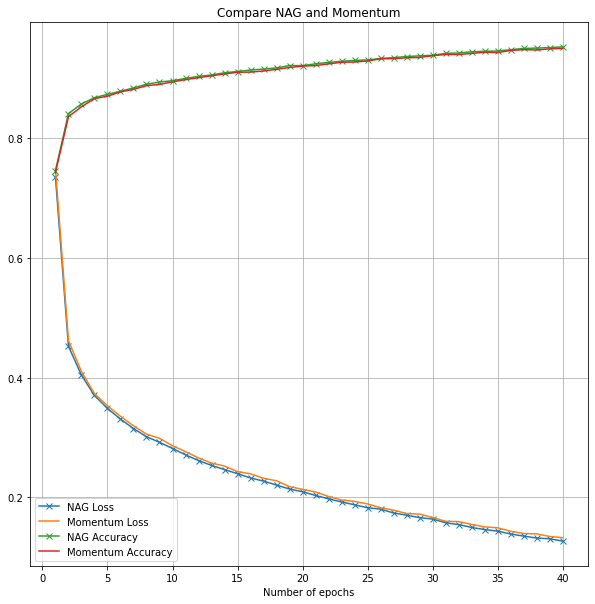 Compare NAG and Momentum
0.8
0.6
0.4
0.2
NAG Loss
Momentum Loss
NAG Accuracy
Momentum Accuracy
0 5 10 15 20 25 30 35 40
Number of epochs